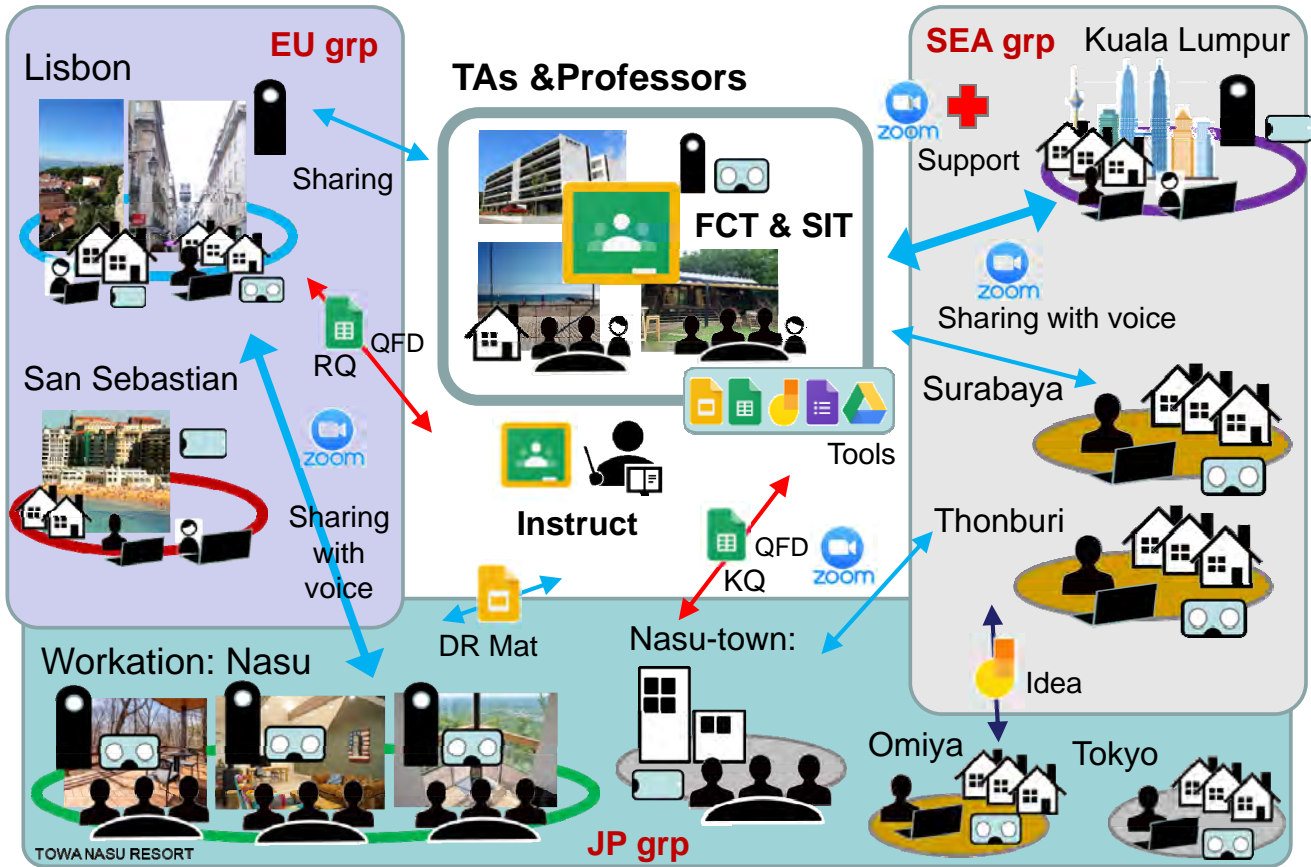 EU grp
Lisbon
Sharing
RQ
QFD
San Sebastian
zoom
Sharing
with
voice
TAs &Professors
FCT & SIT
Tools
Instruct
QFD
KQ
zoom
DR Mat
SEA grp
Kuala Lumpur
zoom
Support
zoom
Sharing with voice
Surabaya
Thonburi
Idea
Workation: Nasu
TOWA NASU RESORT
Nasu-town:
JP grp
Omiya
Tokyo